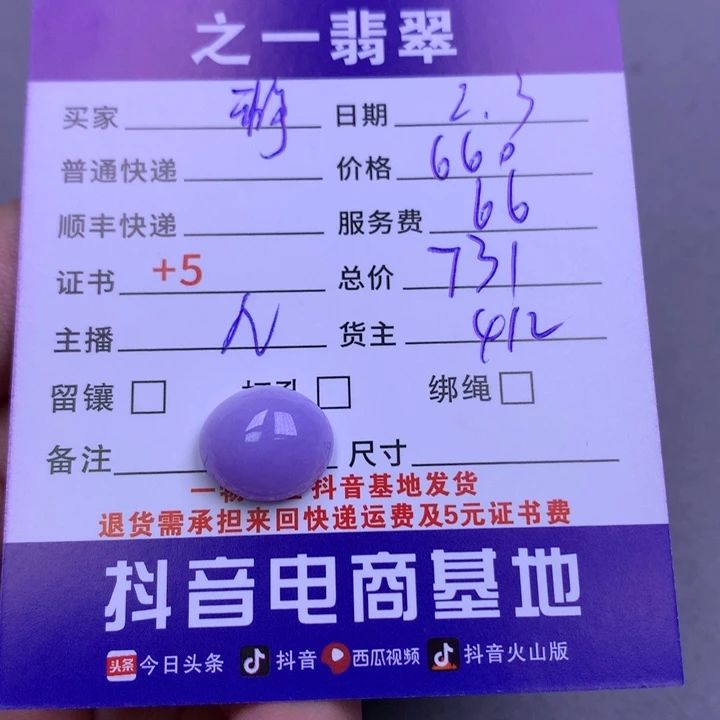 之一翡翠
买家 日期 2.3
普通快递 价格 660
顺丰快递 服务费 66
证书 +5 总价 731
主播 N 货主 412
留镶 打孔 绑绳
备注 尺寸
一物 抖音基地发货
退货需承担来回快递运费及5元证书费
抖音电商基地
头条 今日头条 抖音 西瓜视频 抖音火山版